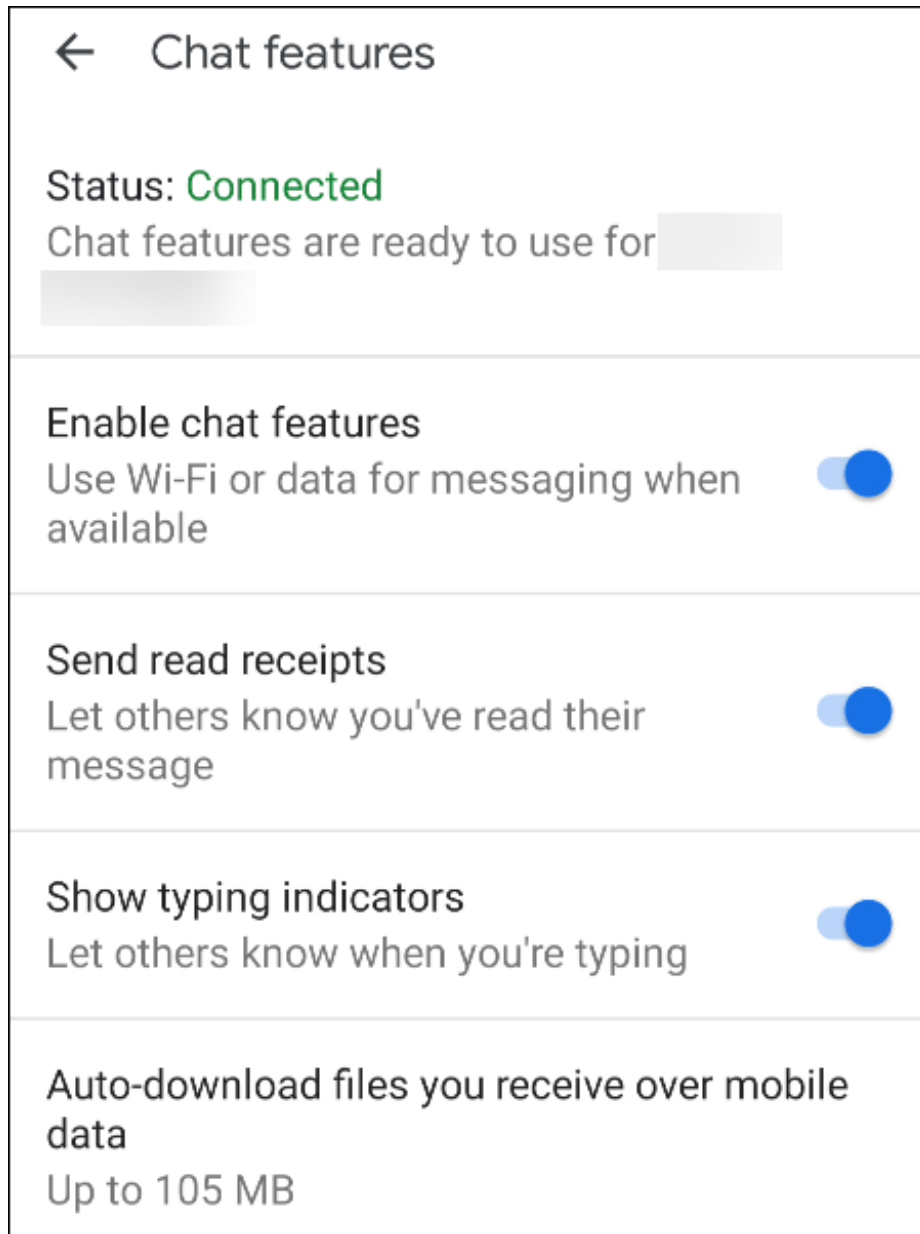 Chat features
Status: Connected
Chat features are ready to use for
Enable chat features
Use Wi-Fi or data for messaging when
available
Send read receipts
Let others know you've read their
message
Show typing indicators
Let others know when you're typing
Auto-download files you receive over mobile
data
Up to 105 MB